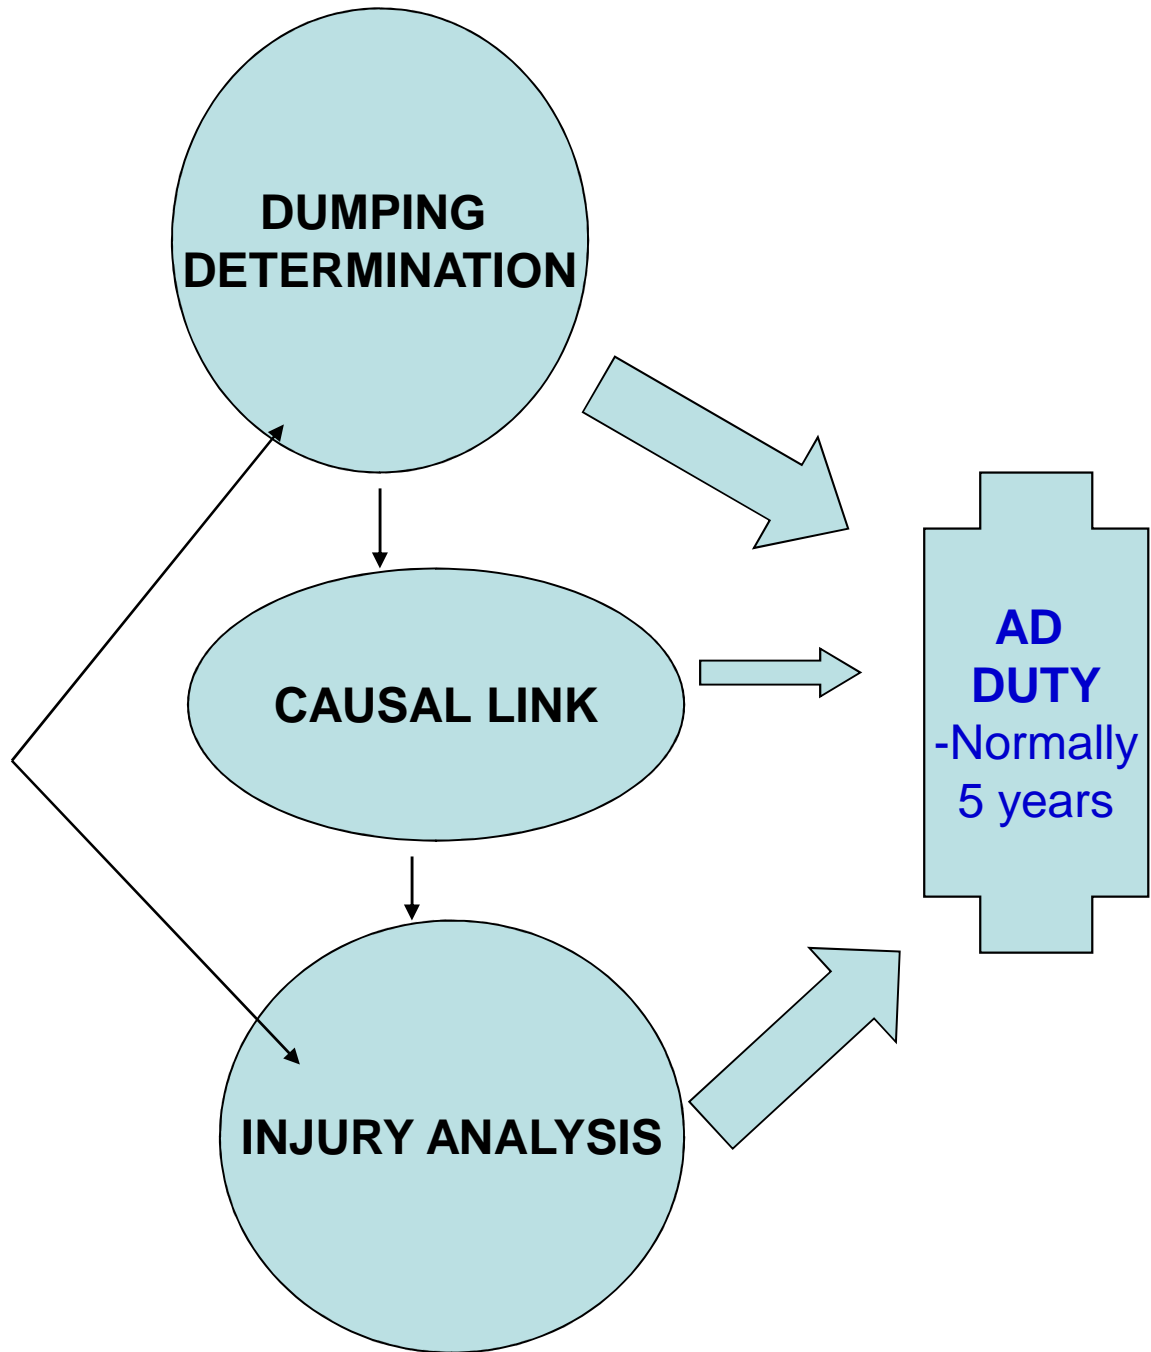 DUMPING
DETERMINATION
CAUSAL LINK
AD
DUTY
-Normally
5 years
INJURY ANALYSIS